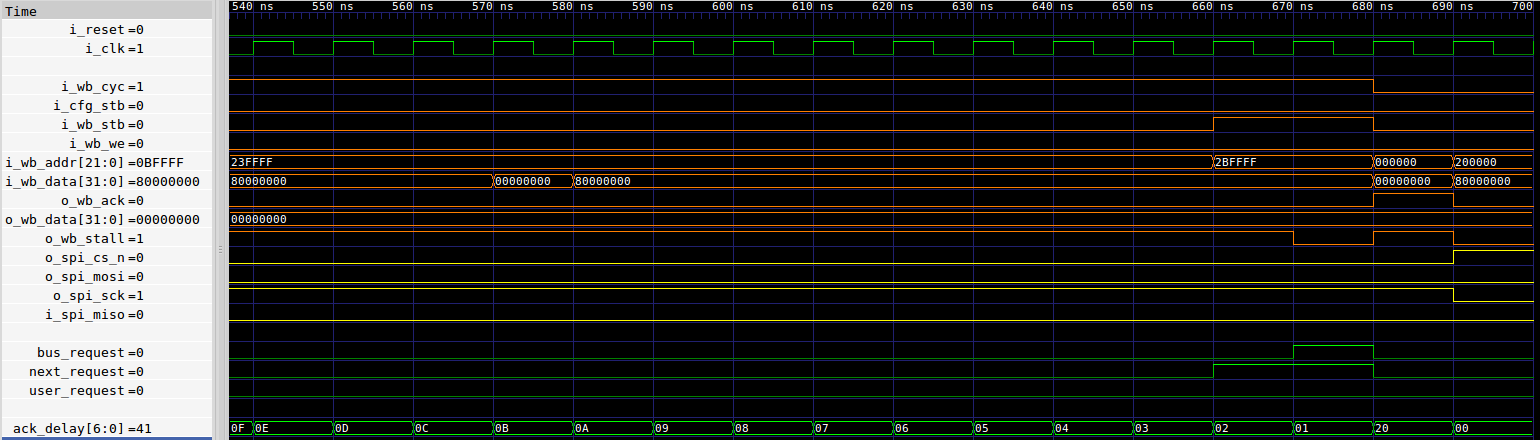 Time
540 ns 550 ns 560 ns 570 ns 580 ns 590 ns 600 ns 610 ns 620 ns 630 ns 640 ns 650 ns 660 ns 670 ns 680 ns 690 ns 700
i_reset=0
i_clk=1
i_wb_cyc=1
i_cfg_stb=0
i_wb_stb=0
i_wb_we=0
i_wb_addr[21:0]=0BFFFF 23FFFF 2BFFFF 000000 200000
i_wb_data[31:0]=80000000 80000000 00000000 80000000 00000000 80000000
o_wb_ack=0
o_wb_data[31:0]=00000000 00000000
o_wb_stall=1
o_spi_cs_n=0
o_spi_mosi=0
o_spi_sck=1
i_spi_miso=0
bus_request=0
next_request=0
user_request=0
ack_delay[6:0]=41 0F 0E 0D 0C 0B 0A 09 08 07 06 05 04 03 02 01 20 00